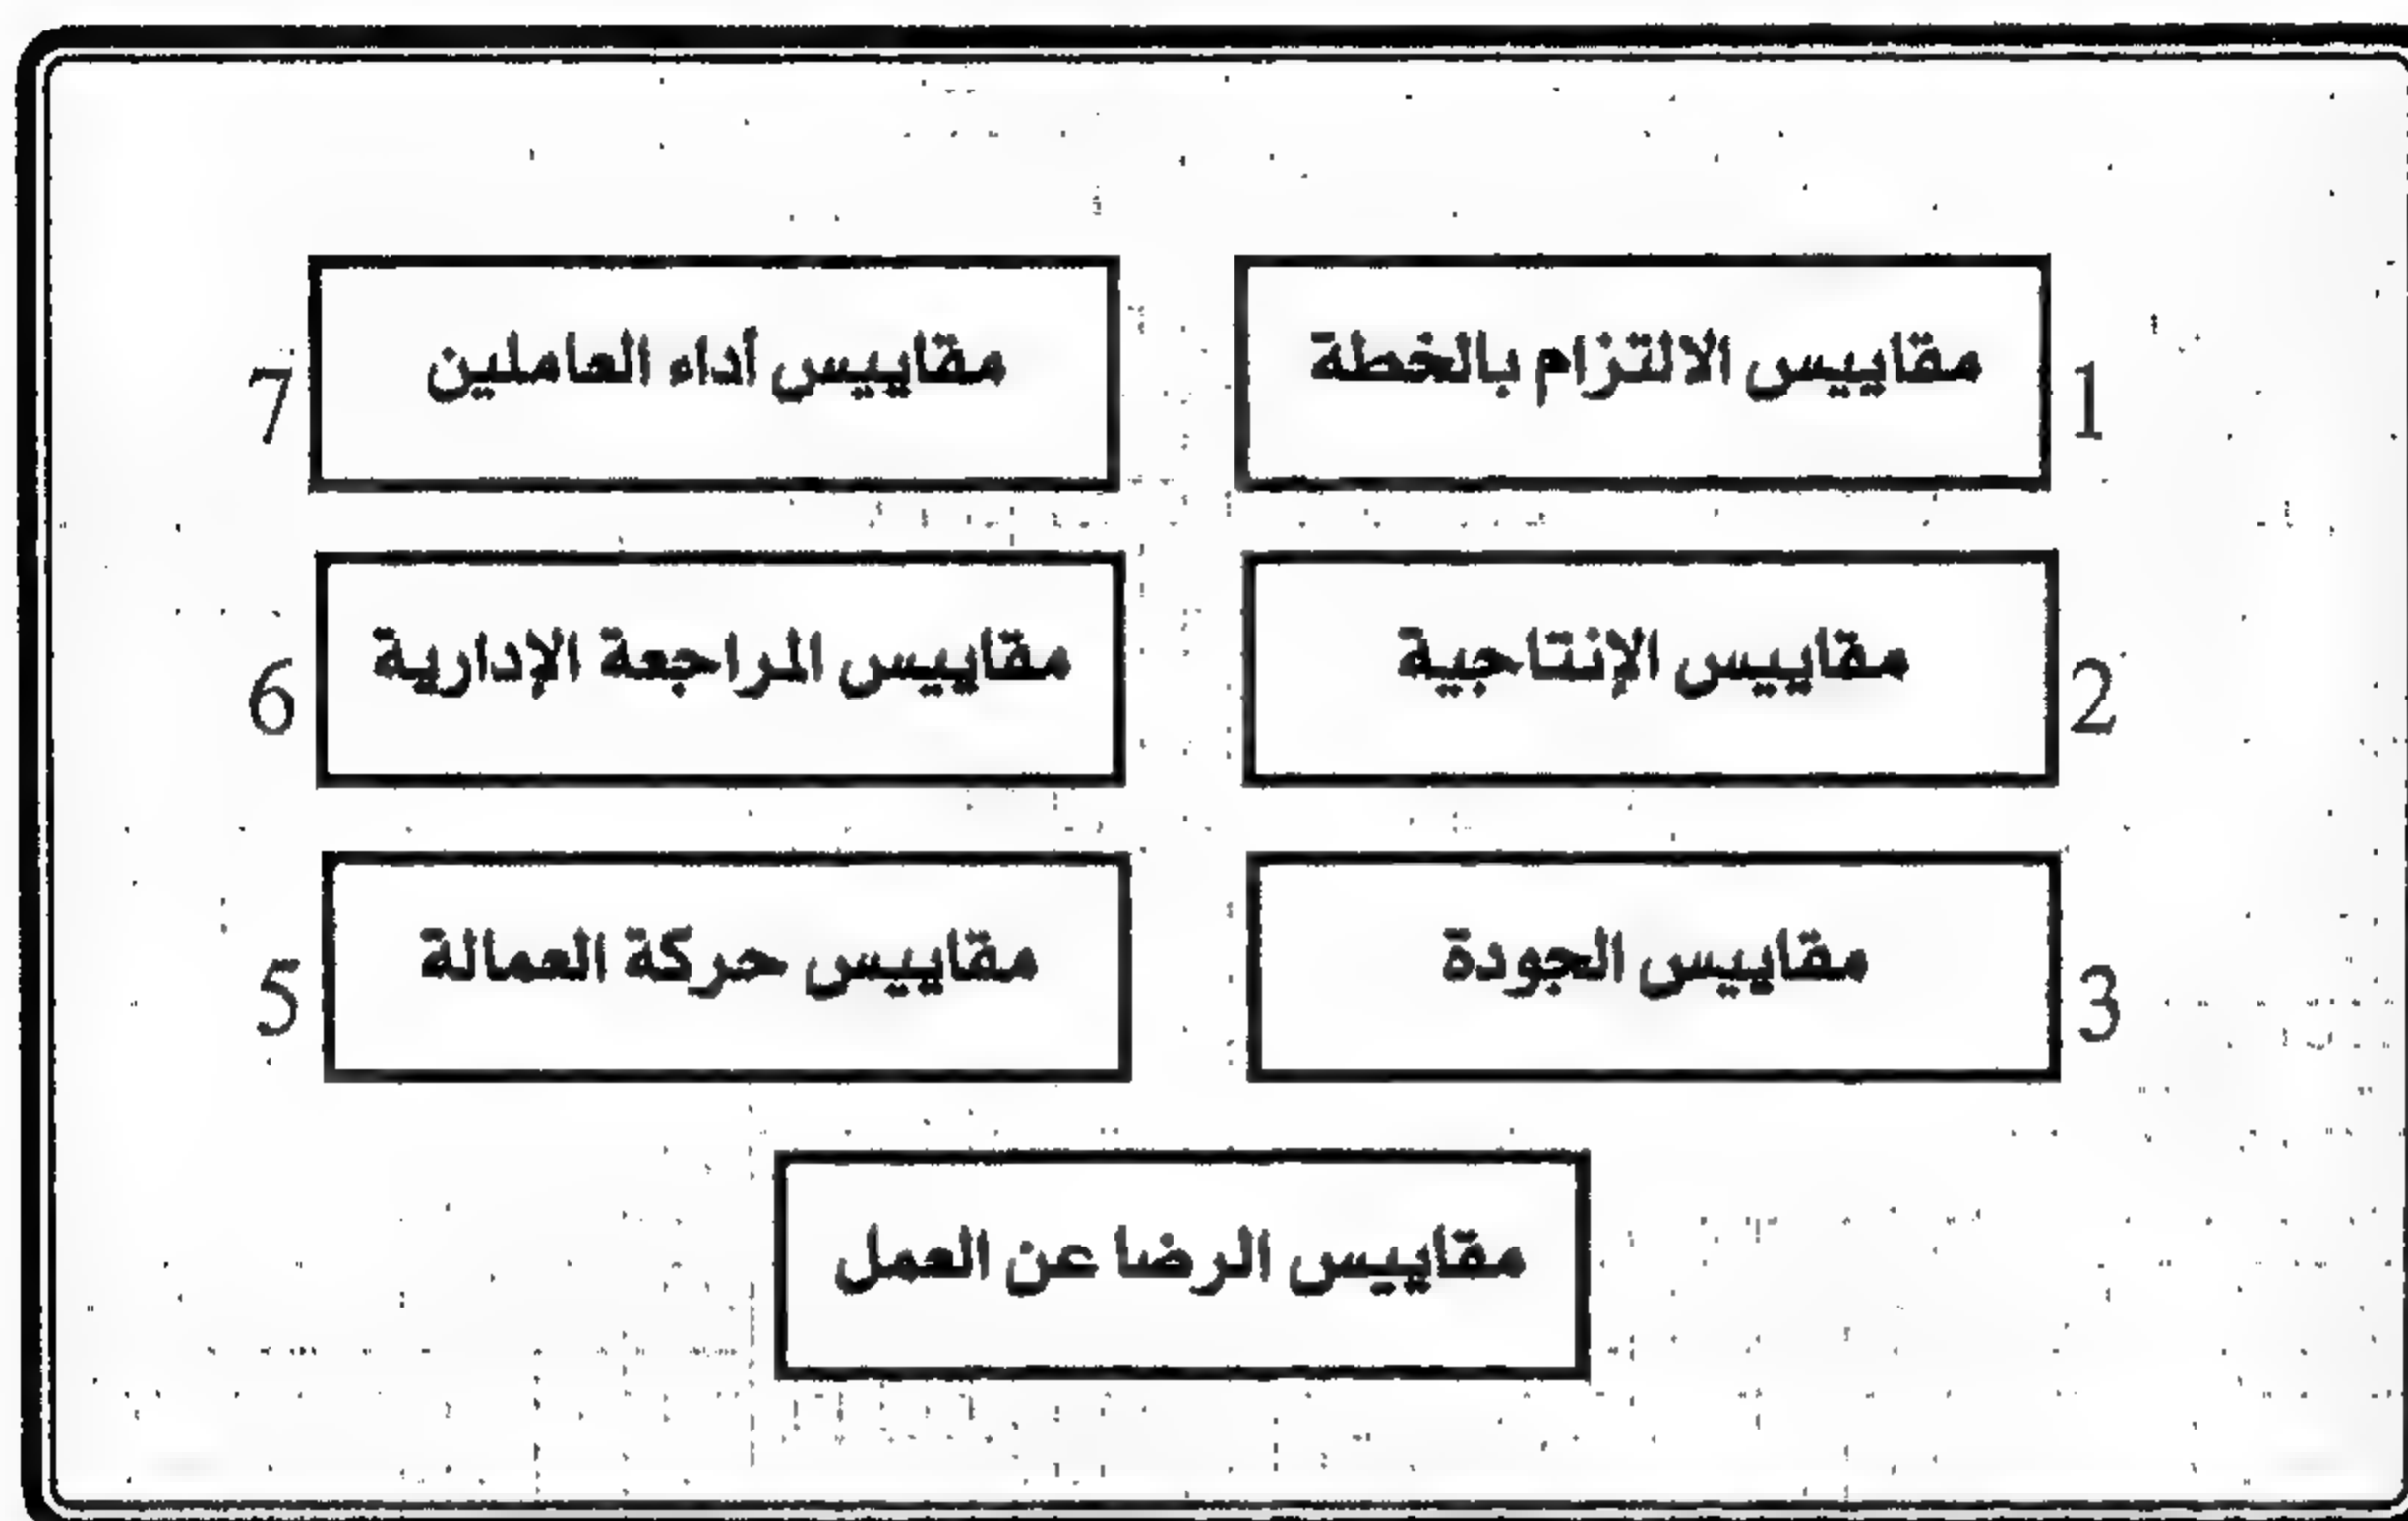 1 مقاييس الالتزام بالخطة
2 مقاييس الإنتاجية
3 مقاييس الجودة
مقاييس الرضا عن العمل
5 مقاييس حركة العمالة
6 مقاييس المراجعة الإدارية
7 مقاييس أداء العاملين